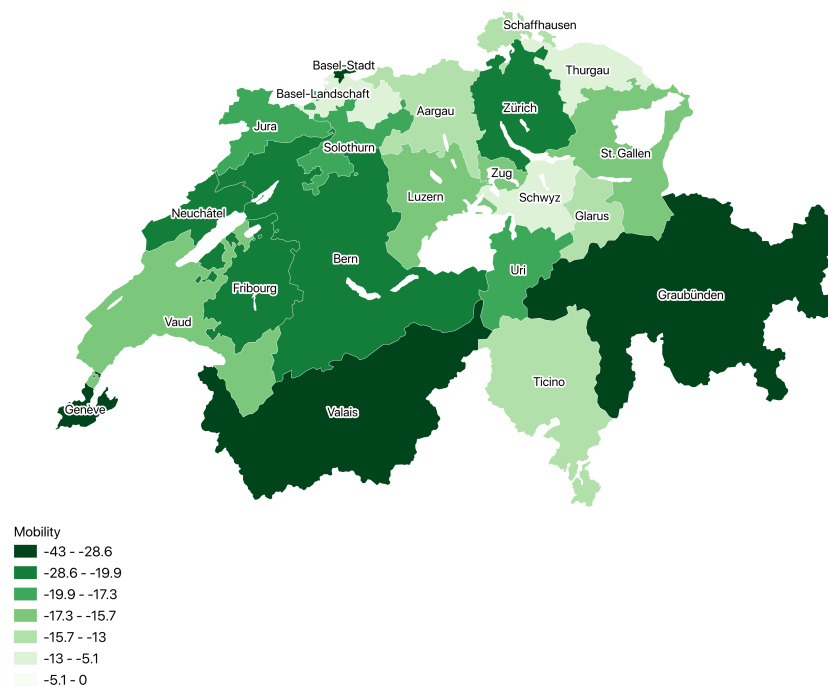 Schaffhausen
Basel-Stadt
Thurgau
Basel-Landschaft
Aargau
Zürich
Jura
Solothurn
St. Gallen
Zug
Luzern
Schwyz
Neuchâtel
Glarus
Bern
Uri
Fribourg
Graubünden
Vaud
Ticino
Genève
Valais
Mobility
-43 - -28.6
-28.6 - -19.9
-19.9 - -17.3
-17.3 - -15.7
-15.7 - -13
-13 - -5.1
-5.1 - 0